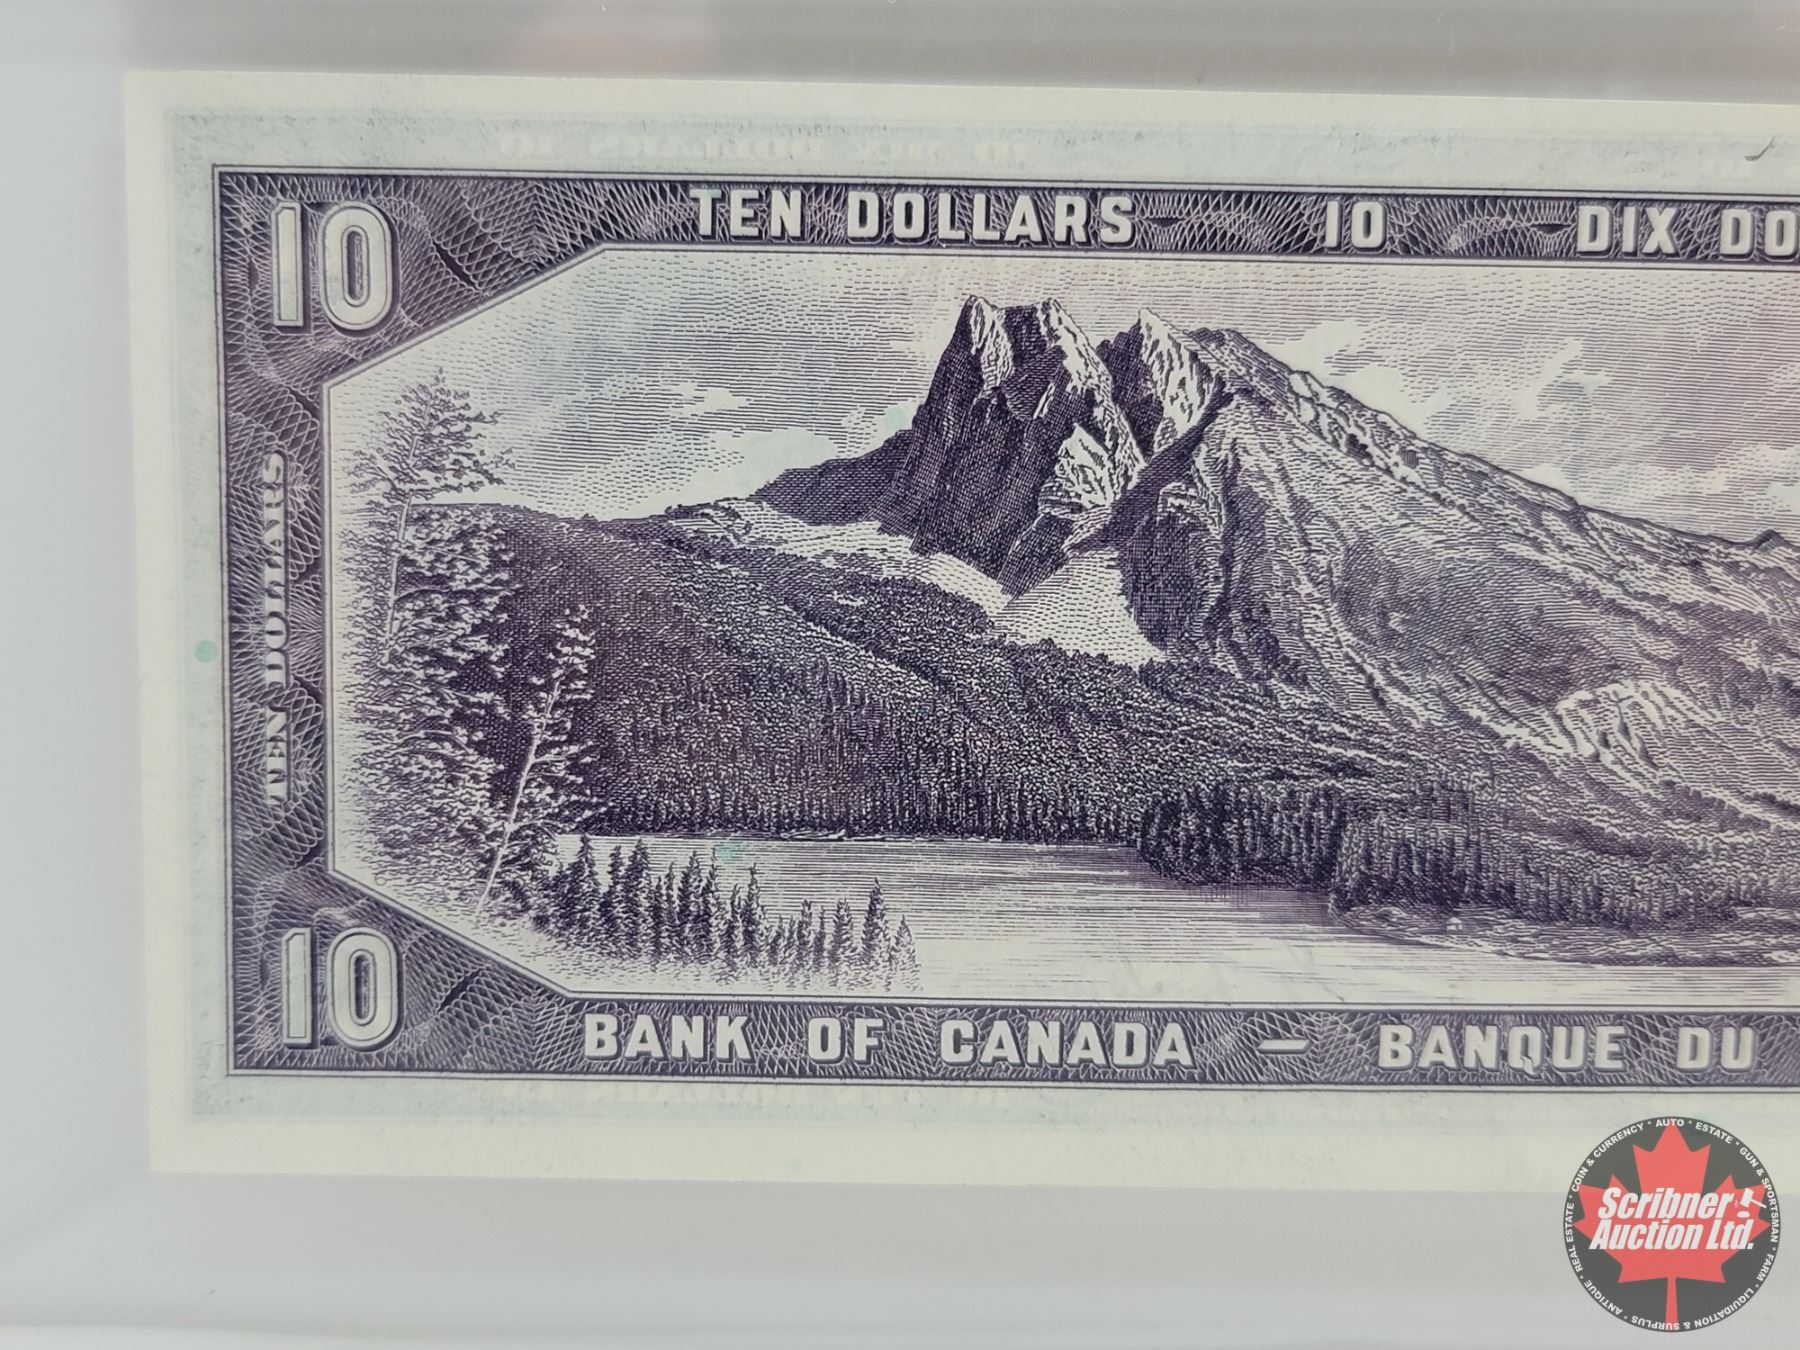 10 TEN DOLLARS 10 DIX DO
TEN DOLLARS
10 BANK OF CANADA – BANQUE DU
COIN & CURRENCY * AUTO * ESTATE * GUN & SPORTSMAN * FARM * LIQUIDATION & SURPLUS * ANTIQUE * REAL ESTATE *
Scribner
Auction Ltd.